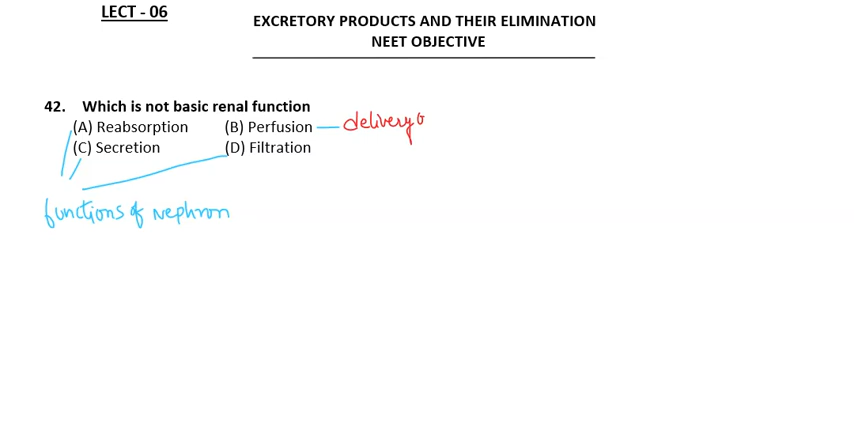 LECT - 06
EXCRETORY PRODUCTS AND THEIR ELIMINATION
NEET OBJECTIVE
42. Which is not basic renal function
(A) Reabsorption (B) Perfusion — delivery o
(C) Secretion (D) Filtration
functions of Nephron